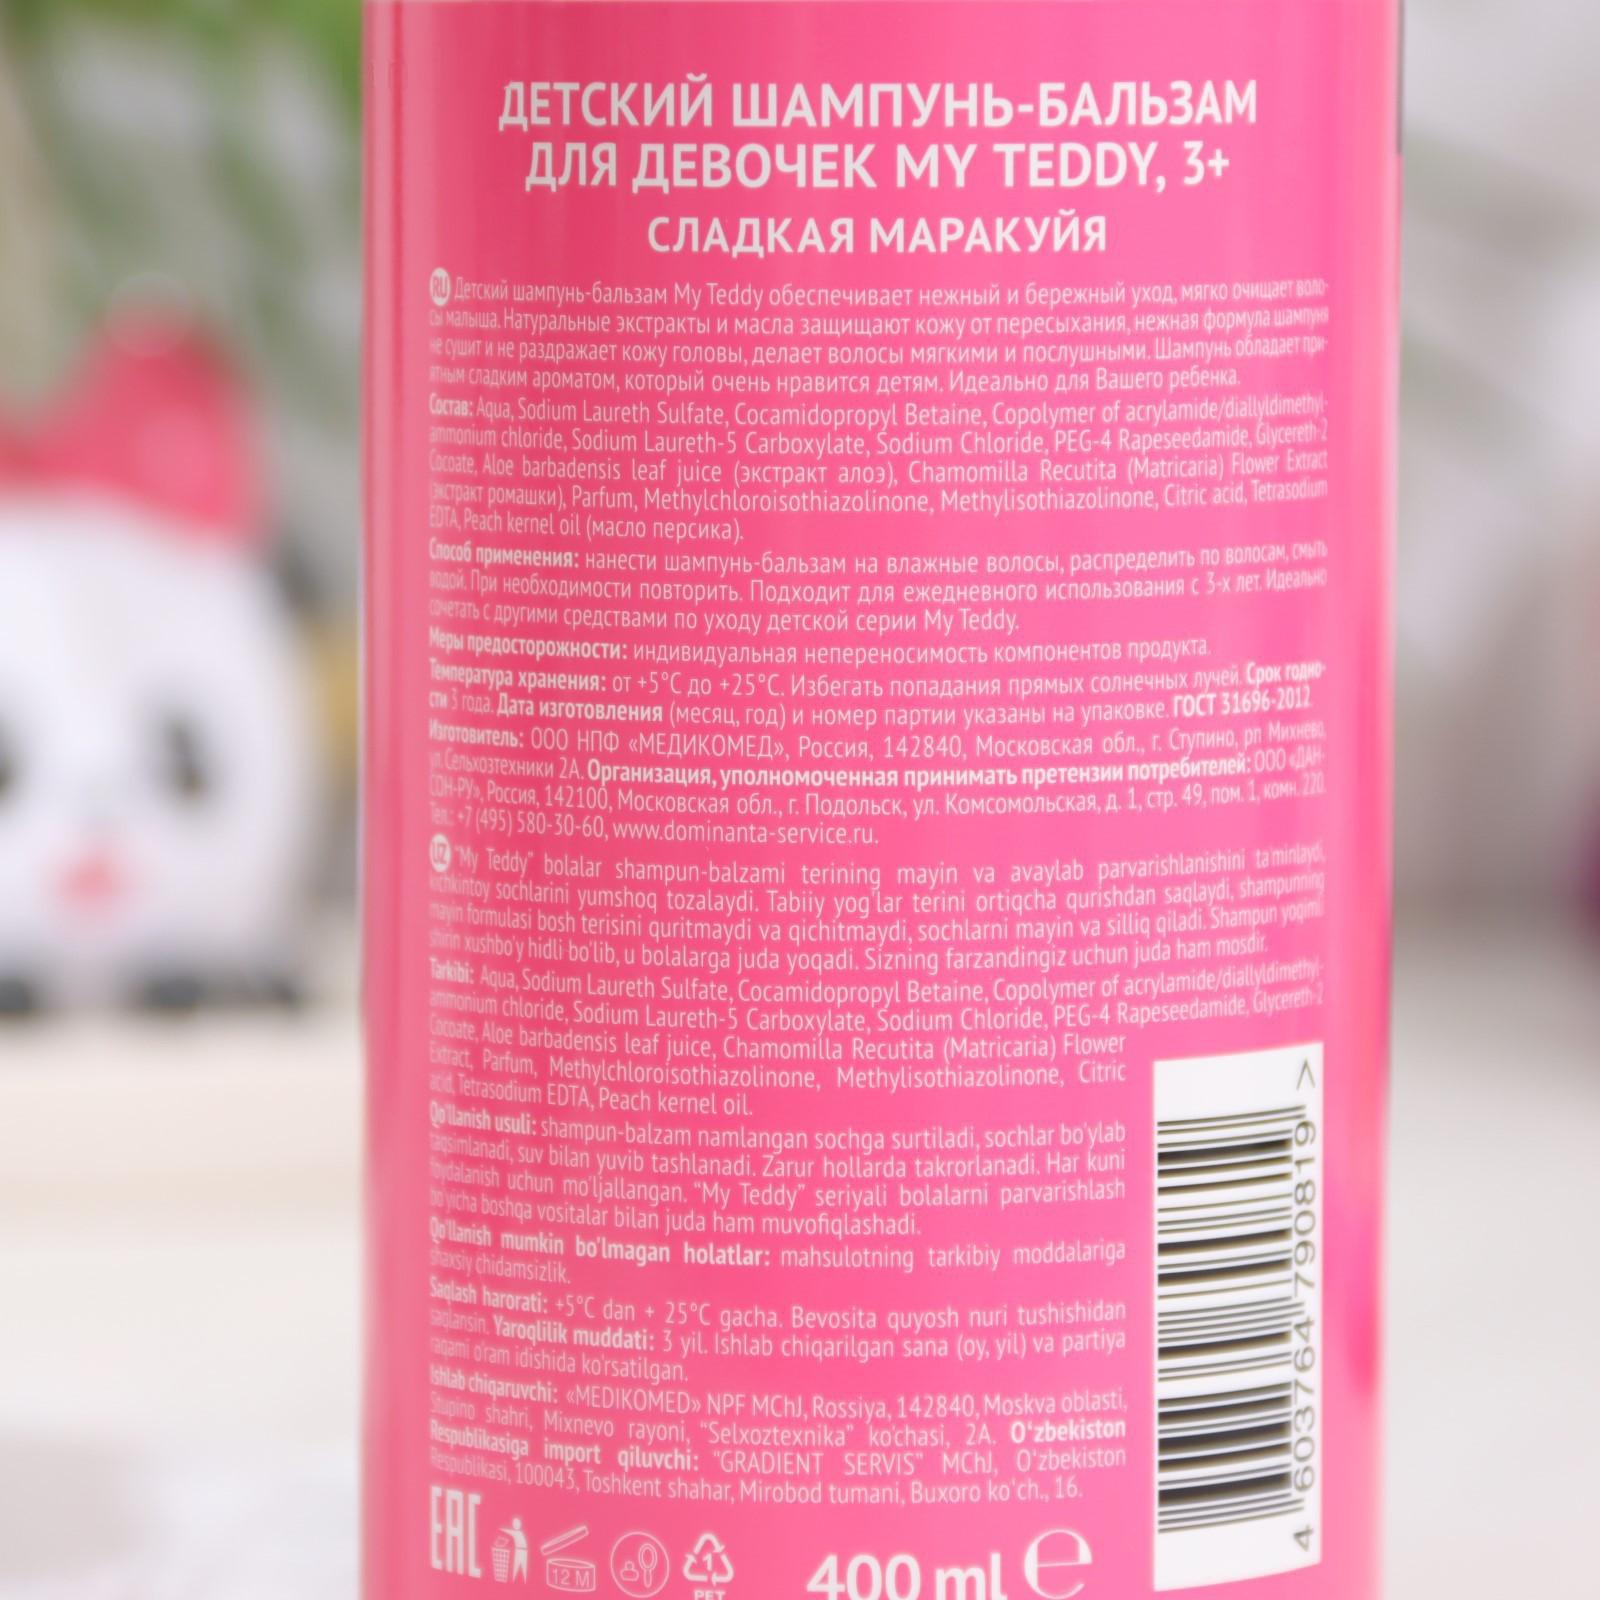 ДЕТСКИЙ ШАМПУНЬ-БАЛЬЗАМ
ДЛЯ ДЕВОЧЕК MY TEDDY, 3+
СЛАДКАЯ МАРАКУЙЯ
RU Детский шампунь-бальзам My Teddy обеспечивает нежный и бережный уход, мягко очищает воло-
сы малыша. Натуральные экстракты и масла защищают кожу от пересыхания, нежная формула шампуня
не сушит и не раздражает кожу головы, делает волосы мягкими и послушными. Шампунь обладает при-
ятным сладким ароматом, который очень нравится детям. Идеально для Вашего ребенка.
Состав: Aqua, Sodium Laureth Sulfate, Cocamidopropyl Betaine, Copolymer of acrylamide/diallyldimethyl-
ammonium chloride, Sodium Laureth-5 Carboxylate, Sodium Chloride, PEG-4 Rapeseedamide, Glycereth-2
Cocoate, Aloe barbadensis leaf juice (экстракт алоэ), Chamomilla Recutita (Matricaria) Flower Extract
(экстракт ромашки), Parfum, Methylchloroisothiazolinone, Methylisothiazolinone, Citric acid, Tetrasodium
EDTA, Peach kernel oil (масло персика).
Способ применения: нанести шампунь-бальзам на влажные волосы, распределить по волосам, смыть
водой. При необходимости повторить. Подходит для ежедневного использования с 3-х лет. Идеально
сочетать с другими средствами по уходу детской серии My Teddy.
Меры предосторожности: индивидуальная непереносимость компонентов продукта.
Температура хранения: от +5°С до +25°С. Избегать попадания прямых солнечных лучей. Срок годно-
сти 3 года. Дата изготовления (месяц, год) и номер партии указаны на упаковке. ГОСТ 31696-2012
Изготовитель: ООО НПФ «МЕДИКОМЕД», Россия, 142840, Московская обл., г. Ступино, рп Михнево,
ул. Сельхозтехники 2А. Организация, уполномоченная принимать претензии потребителей: ООО «ДАН-
СОН-РУ», Россия, 142100, Московская обл., г. Подольск, ул. Комсомольская, д. 1, стр. 49, пом. 1, комн. 220.
Тел.: +7 (495) 580-30-60, www.dominanta-service.ru.
UZ "My Teddy" bolalar shampun-balzami terining mayin va avaylab parvarishlanishini ta'minlaydi,
kichkintoy sochlarini yumshoq tozalaydi. Tabiiy yog'lar terini ortiqcha qurishdan saqlaydi, shampunning
mayin formulasi bosh terisini quritmaydi va qichitmaydi, sochlarni mayin va silliq qiladi. Shampun yoqimli
shirin xushbo'y hidli bo'lib, u bolalarga juda yoqadi. Sizning farzandingiz uchun juda ham mosdir.
Tarkibi: Aqua, Sodium Laureth Sulfate, Cocamidopropyl Betaine, Copolymer of acrylamide/diallyldimethyl-
ammonium chloride, Sodium Laureth-5 Carboxylate, Sodium Chloride, PEG-4 Rapeseedamide, Glycereth-2
Cocoate, Aloe barbadensis leaf juice, Chamomilla Recutita (Matricaria) Flower
Extract, Parfum, Methylchloroisothiazolinone, Methylisothiazolinone, Citric
acid, Tetrasodium EDTA, Peach kernel oil.
Qo'llanish usuli: shampun-balzam namlangan sochga surtiladi, sochlar bo'ylab
taqsimlanadi, suv bilan yuvib tashlanadi. Zarur hollarda takrorlanadi. Har kuni
foydalanish uchun mo'ljallangan. "My Teddy" seriyali bolalarni parvarishlash
bo'yicha boshqa vositalar bilan juda ham muvofiqlashadi.
Qo'llanish mumkin bo'lmagan holatlar: mahsulotning tarkibiy moddalariga
shaxsiy chidamsizlik.
Saqlash harorati: +5°C dan + 25°C gacha. Bevosita quyosh nuri tushishidan
saqlansin. Yaroqlilik muddati: 3 yil. Ishlab chiqarilgan sana (oy, yil) va partiya
raqami o'ram idishida ko'rsatilgan.
Ishlab chiqaruvchi: «MEDIKOMED» NPF MChJ, Rossiya, 142840, Moskva oblasti,
Stupino shahri, Mixnevo rayoni, "Selxoztexnika" ko'chasi, 2A. O'zbekiston
Respublikasiga import qiluvchi: "GRADIENT SERVIS" MChJ, O'zbekiston
Respublikasi, 100043, Toshkent shahar, Mirobod tumani, Buxoro ko'ch., 16.
4 603764 790819 >
EAC 12 M 1 PET 400 ml e